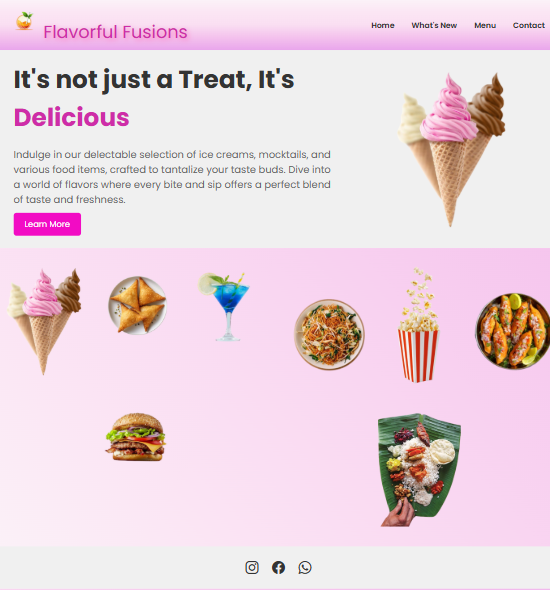 Flavorful Fusions
Home What's New Menu Contact
It's not just a Treat, It's
Delicious
Indulge in our delectable selection of ice creams, mocktails, and
various food items, crafted to tantalize your taste buds. Dive into
a world of flavors where every bite and sip offers a perfect blend
of taste and freshness.
Learn More